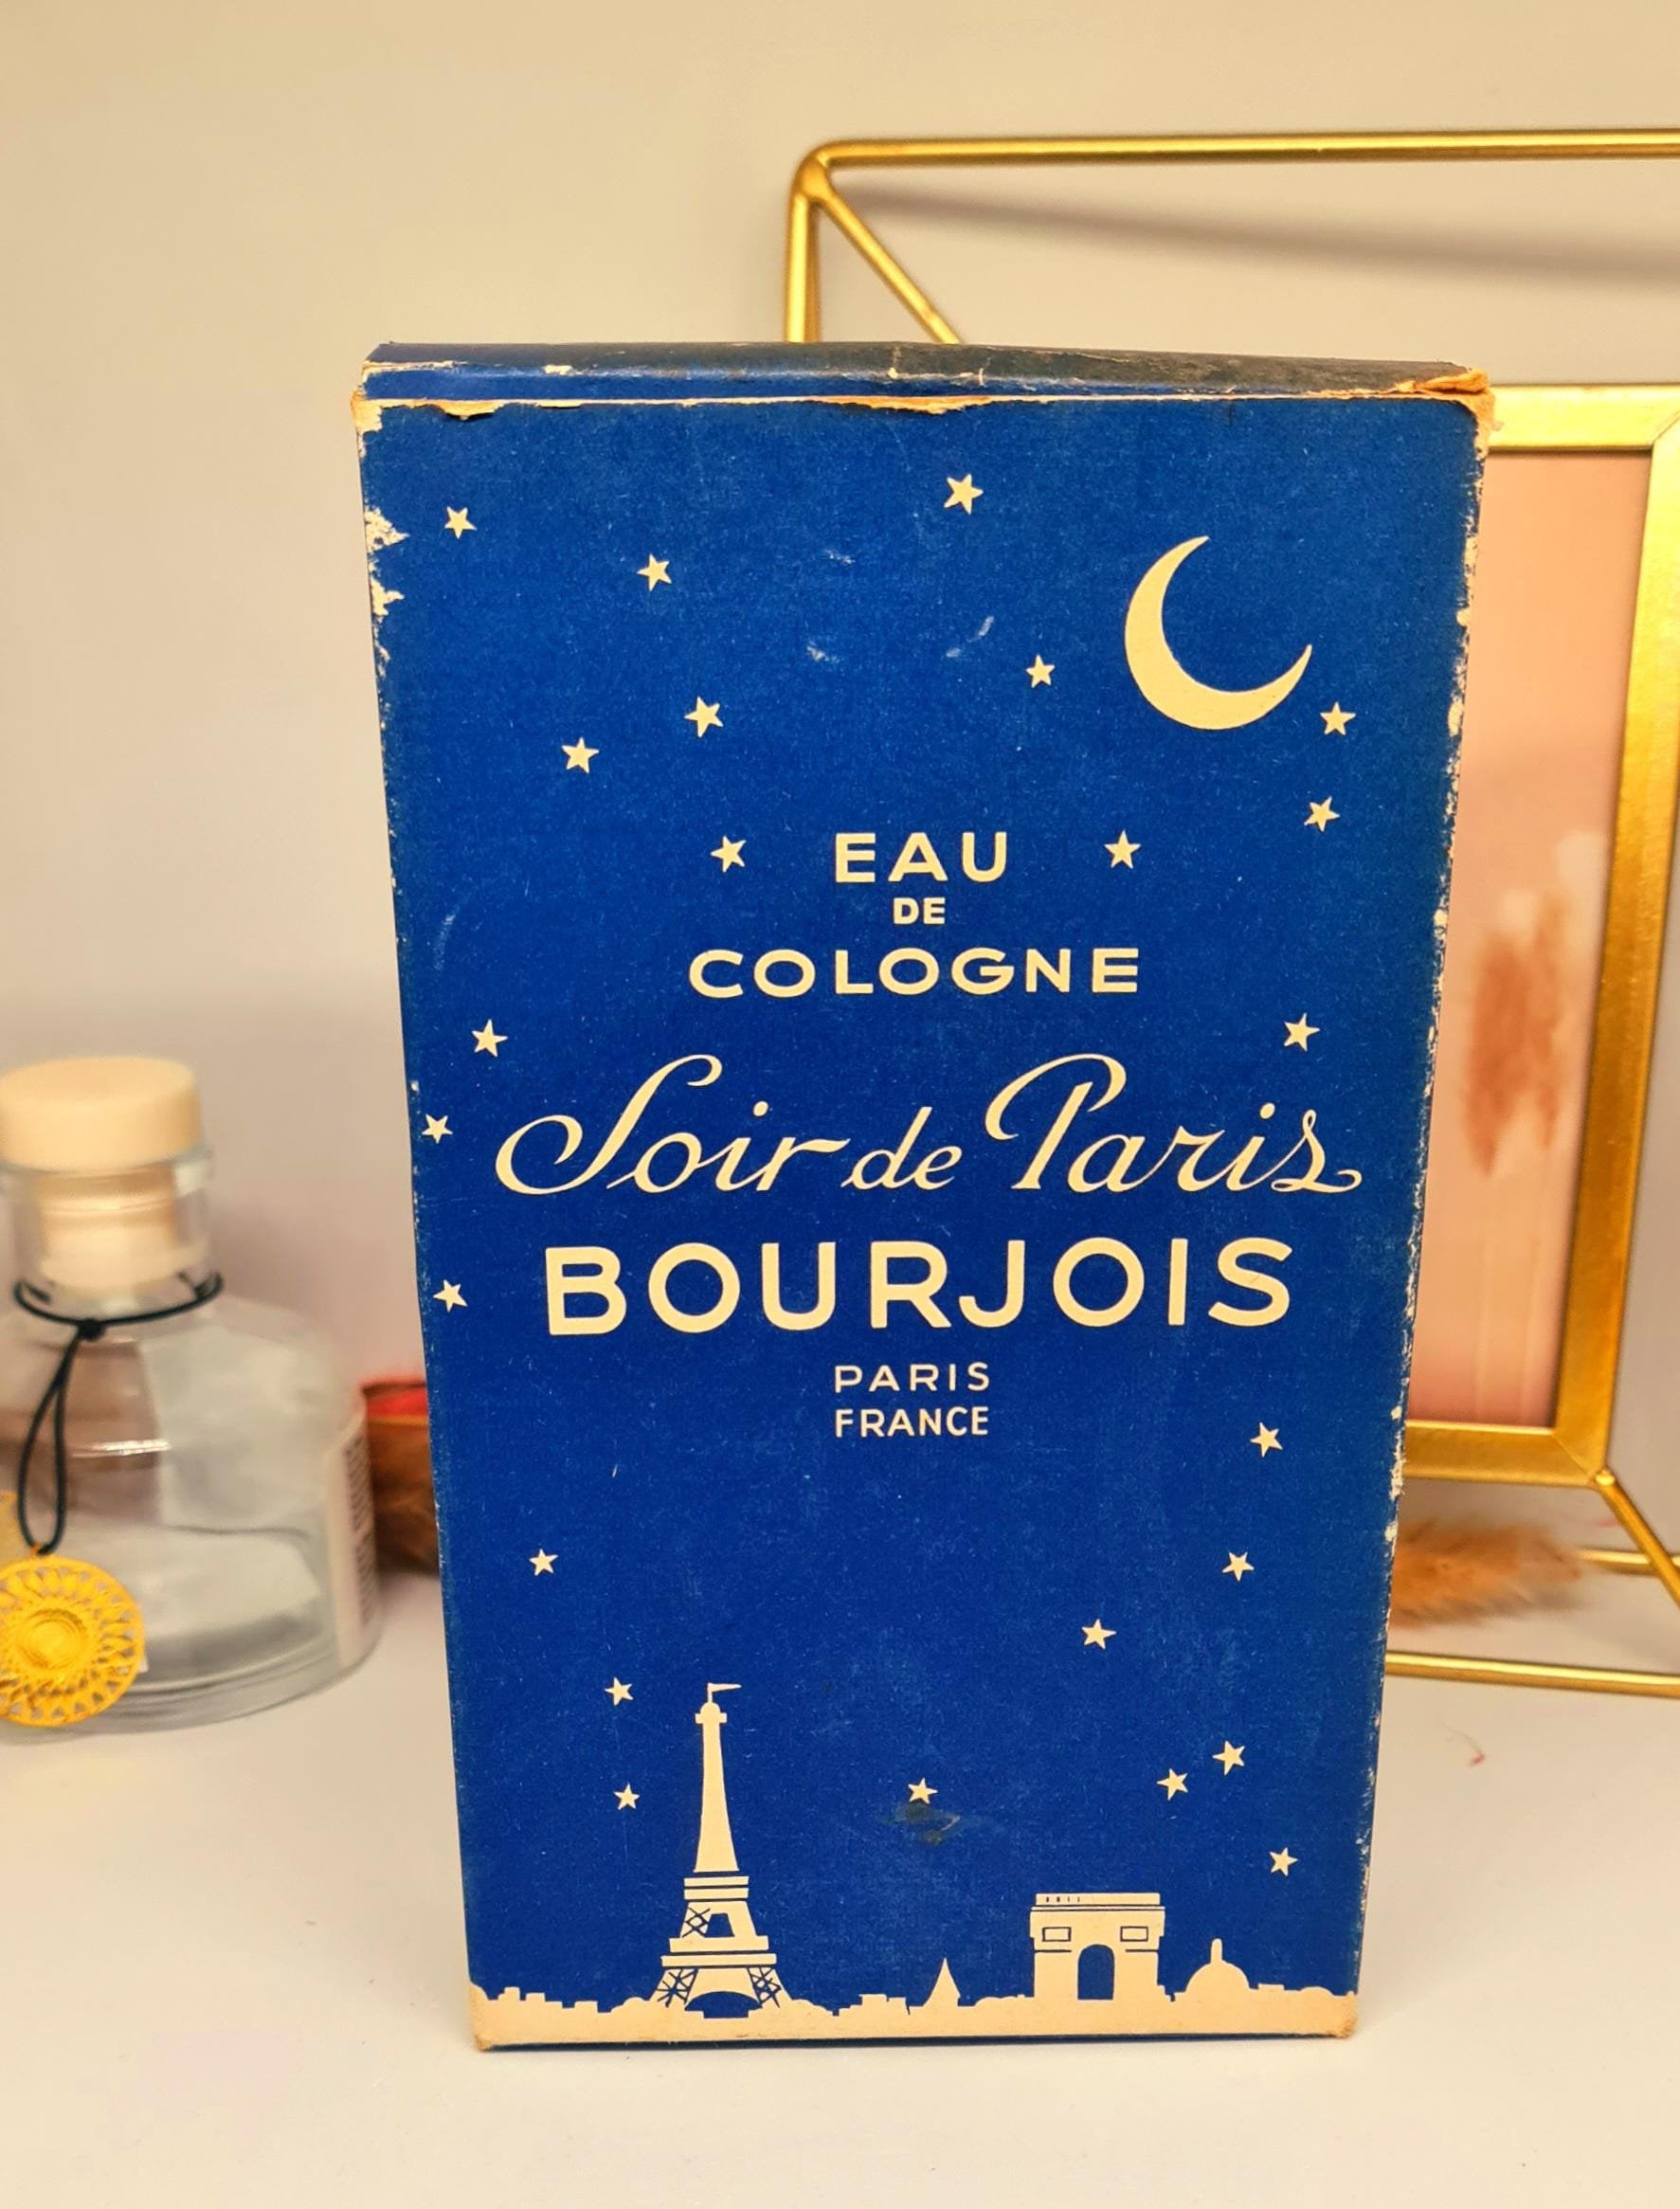 EAU
DE
COLOGNE
Soir de Paris
BOURJOIS
PARIS
FRANCE